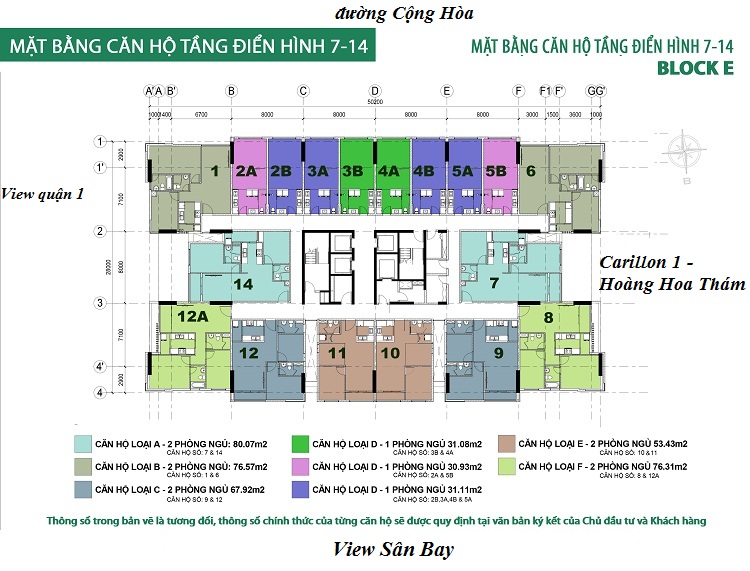 đường Cộng Hòa
MẶT BẰNG CĂN HỘ TẦNG ĐIỂN HÌNH 7-14
MẶT BẰNG CĂN HỘ TẦNG ĐIỂN HÌNH 7-14
BLOCK E
A' A B' B C D E F F1 F' G G'
50200
1000 1400 6700 8000 8000 8000 8000 3000 1500 3600 1000
1
2900
1'
7100
2
26000
8000
3
7100
4'
2900
4
1 2A 2B 3A 3B 4A 4B 5A 5B 6
View quận 1
14 7
Carillon 1 -
Hoàng Hoa Thám
12A 12 11 10 9 8
CĂN HỘ LOẠI A - 2 PHÒNG NGỦ: 80.07m2
CĂN HỘ SỐ: 7 & 14
CĂN HỘ LOẠI B - 2 PHÒNG NGỦ: 76.57m2
CĂN HỘ SỐ: 1 & 6
CĂN HỘ LOẠI C - 2 PHÒNG NGỦ 67.92m2
CĂN HỘ SỐ: 9 & 12
CĂN HỘ LOẠI D - 1 PHÒNG NGỦ 31.08m2
CĂN HỘ SỐ: 3B & 4A
CĂN HỘ LOẠI D - 1 PHÒNG NGỦ 30.93m2
CĂN HỘ SỐ: 2A & 5B
CĂN HỘ LOẠI D - 1 PHÒNG NGỦ 31.11m2
CĂN HỘ SỐ: 2B,3A,4B & 5A
CĂN HỘ LOẠI E - 2 PHÒNG NGỦ 53.43m2
CĂN HỘ SỐ: 10 & 11
CĂN HỘ LOẠI F - 2 PHÒNG NGỦ 76.31m2
CĂN HỘ SỐ: 8 & 12A
Thông số trong bản vẽ là tương đối, thông số chính thức của từng căn hộ sẽ được quy định tại văn bản ký kết của Chủ đầu tư và Khách hàng
View Sân Bay